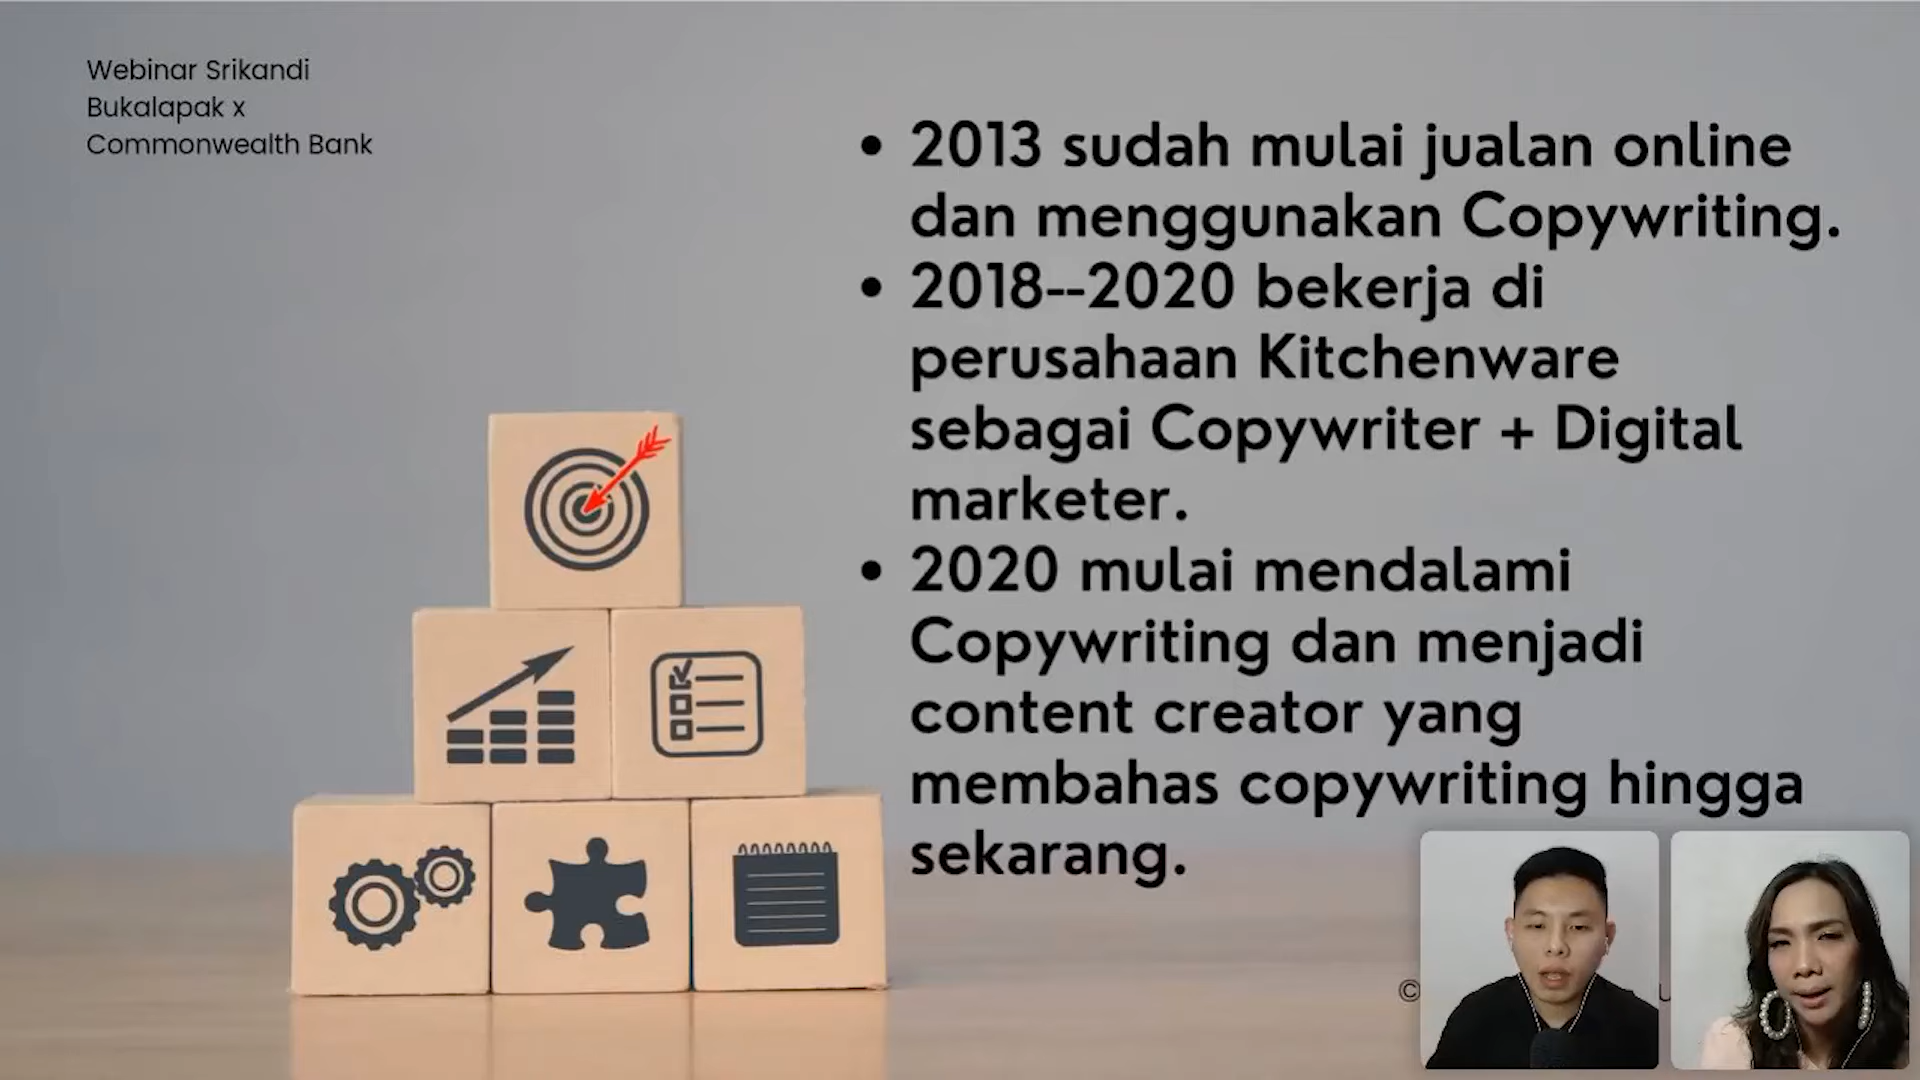 Webinar Srikandi
Bukalapak x
Commonwealth Bank
• 2013 sudah mulai jualan online
dan menggunakan Copywriting.
• 2018--2020 bekerja di
perusahaan Kitchenware
sebagai Copywriter + Digital
marketer.
• 2020 mulai mendalami
Copywriting dan menjadi
content creator yang
membahas copywriting hingga
sekarang.
©